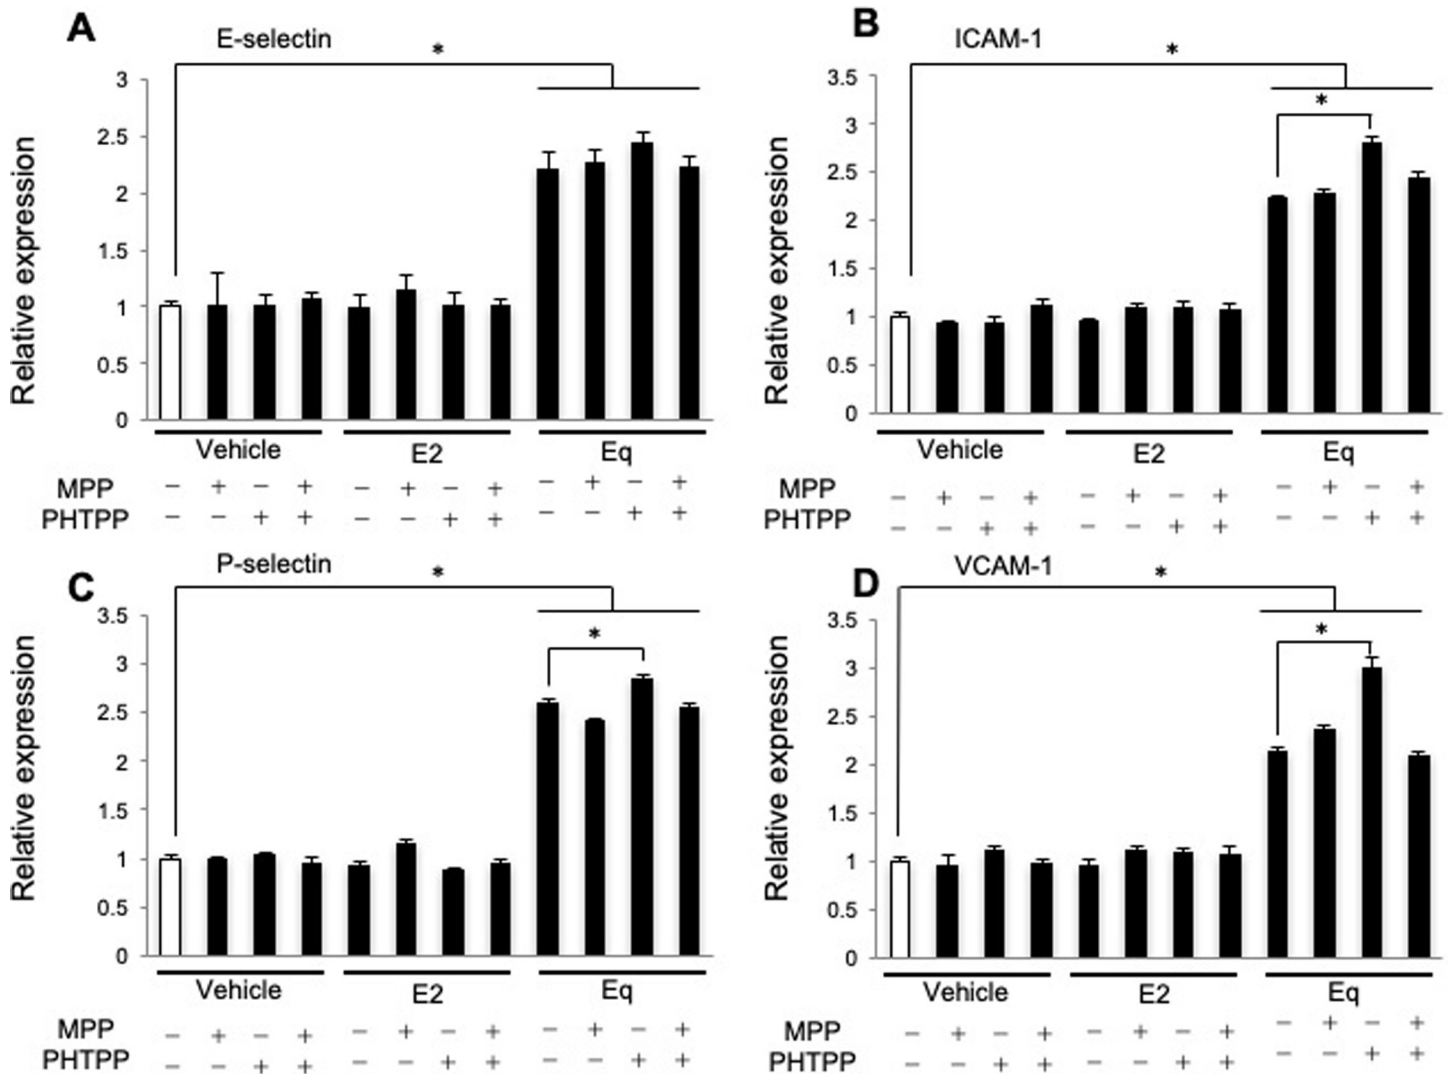 A
E-selectin
*
3
2.5
2
1.5
1
0.5
0
Relative expression
Vehicle
E2
Eq
MPP − + − + − + − + − + − +
PHTPP − − + + − − + + − − + +
B
ICAM-1
*
*
3.5
3
2.5
2
1.5
1
0.5
0
Relative expression
Vehicle
E2
Eq
MPP − + − + − + − + − + − +
PHTPP − − + + − − + + − − + +
C
P-selectin
*
*
3.5
3
2.5
2
1.5
1
0.5
0
Relative expression
Vehicle
E2
Eq
MPP − + − + − + − + − + − +
PHTPP − − + + − − + + − − + +
D
VCAM-1
*
*
3.5
3
2.5
2
1.5
1
0.5
0
Relative expression
Vehicle
E2
Eq
MPP − + − + − + − + − + − +
PHTPP − − + + − − + + − − + +